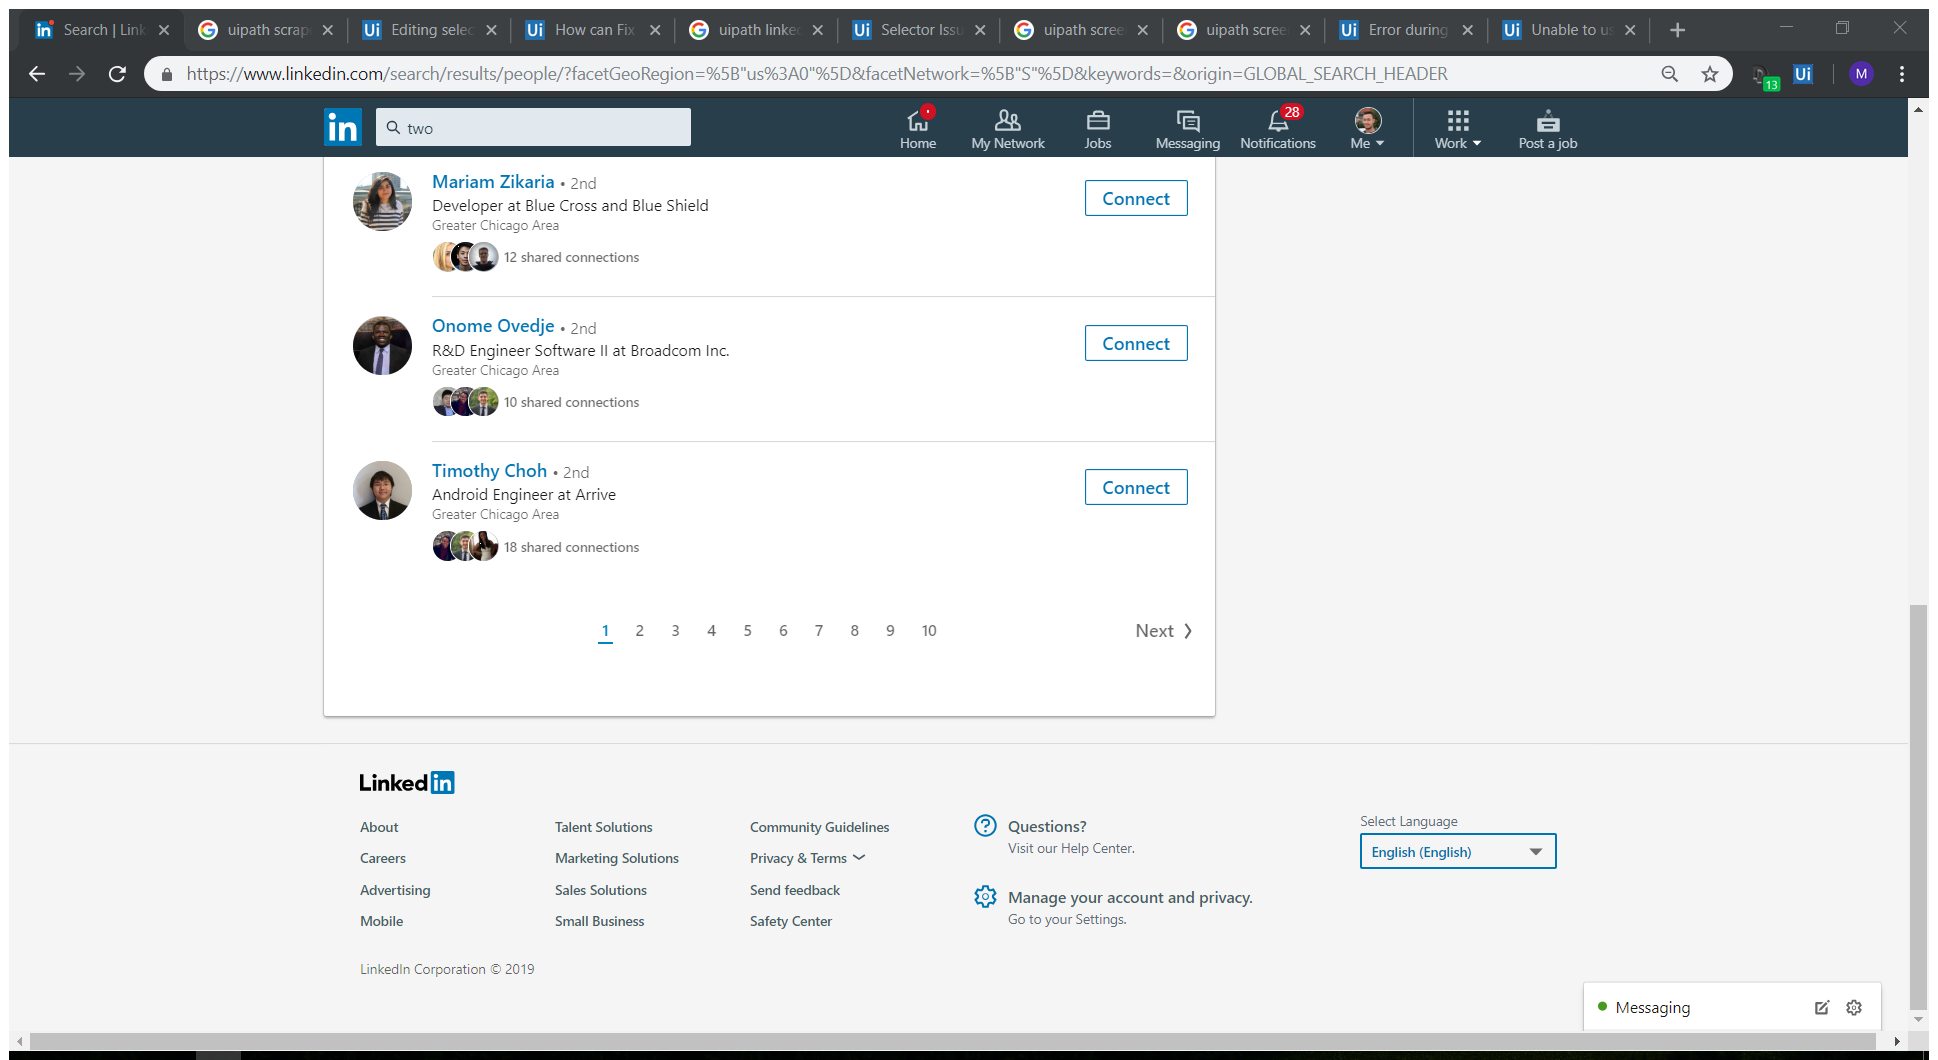 Search | Link
uipath scrap
Editing selec
How can Fix
uipath linked
Selector Issu
uipath scree
uipath scree
Error during
Unable to us
https://www.linkedin.com/search/results/people/?facetGeoRegion=%5B"us%3A0"%5D&facetNetwork=%5B"S"%5D&keywords=&origin=GLOBAL_SEARCH_HEADER
13
Ui
M
in
two
Home
My Network
Jobs
Messaging
28
Notifications
Me
Work
Post a job
Mariam Zikaria • 2nd
Developer at Blue Cross and Blue Shield
Greater Chicago Area
12 shared connections
Connect
Onome Ovedje • 2nd
R&D Engineer Software II at Broadcom Inc.
Greater Chicago Area
10 shared connections
Connect
Timothy Choh • 2nd
Android Engineer at Arrive
Greater Chicago Area
18 shared connections
Connect
1 2 3 4 5 6 7 8 9 10 Next
LinkedIn
About
Careers
Advertising
Mobile
Talent Solutions
Marketing Solutions
Sales Solutions
Small Business
Community Guidelines
Privacy & Terms
Send feedback
Safety Center
Questions?
Visit our Help Center.
Manage your account and privacy.
Go to your Settings.
Select Language
English (English)
LinkedIn Corporation © 2019
Messaging